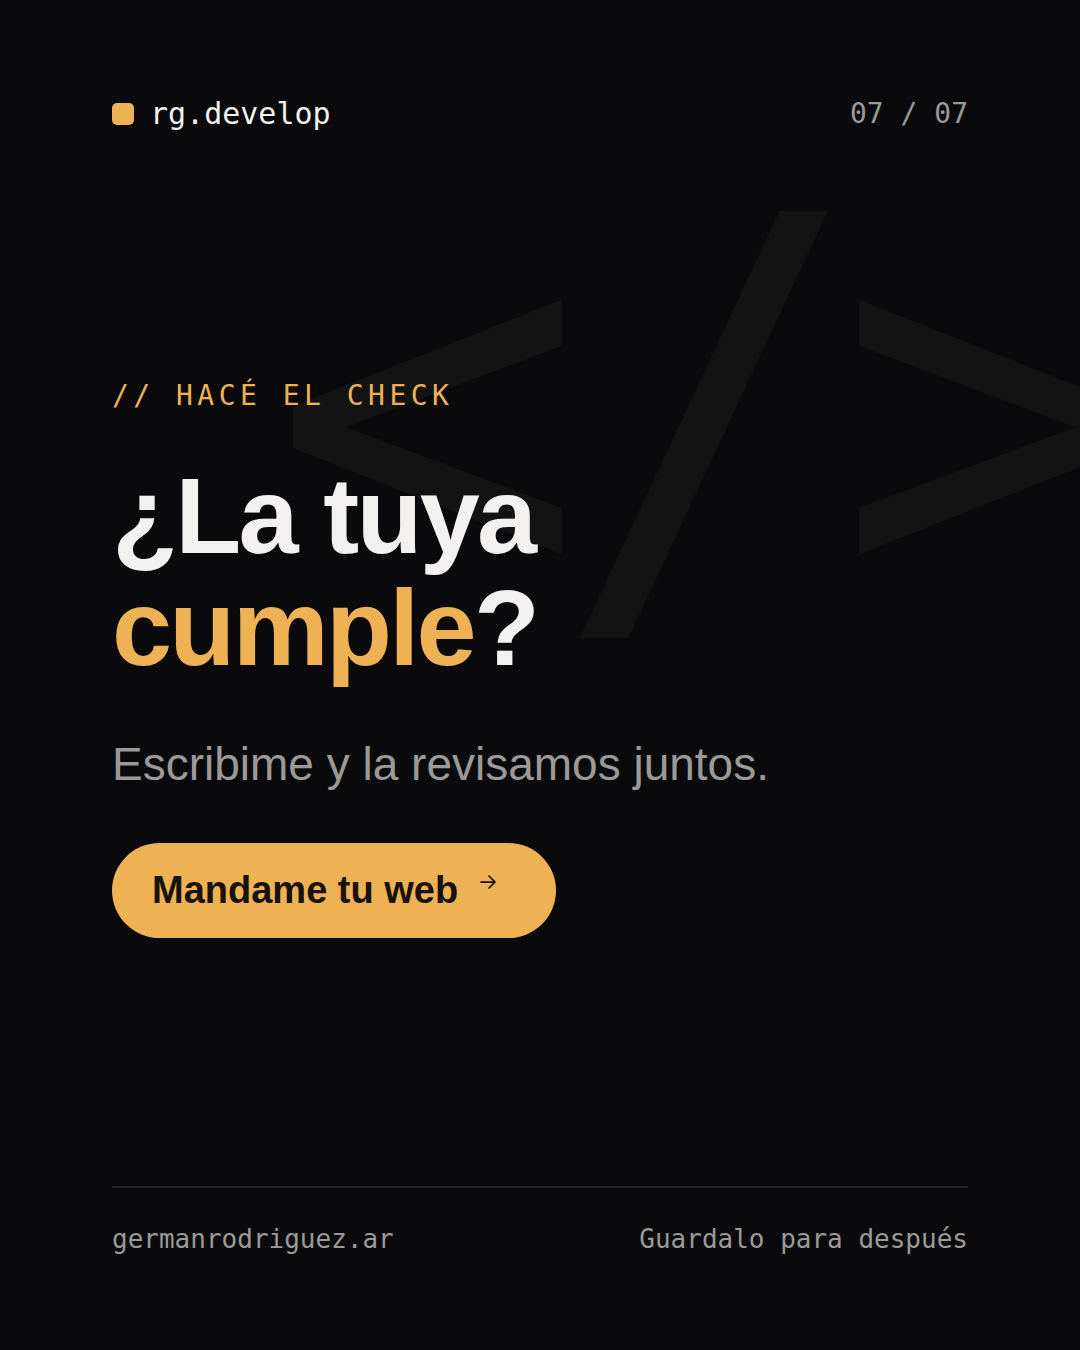 rg.develop
07 / 07
</>
// HACÉ EL CHECK
¿La tuya
cumple?
Escribime y la revisamos juntos.
Mandame tu web →
germanrodriguez.ar
Guardalo para después